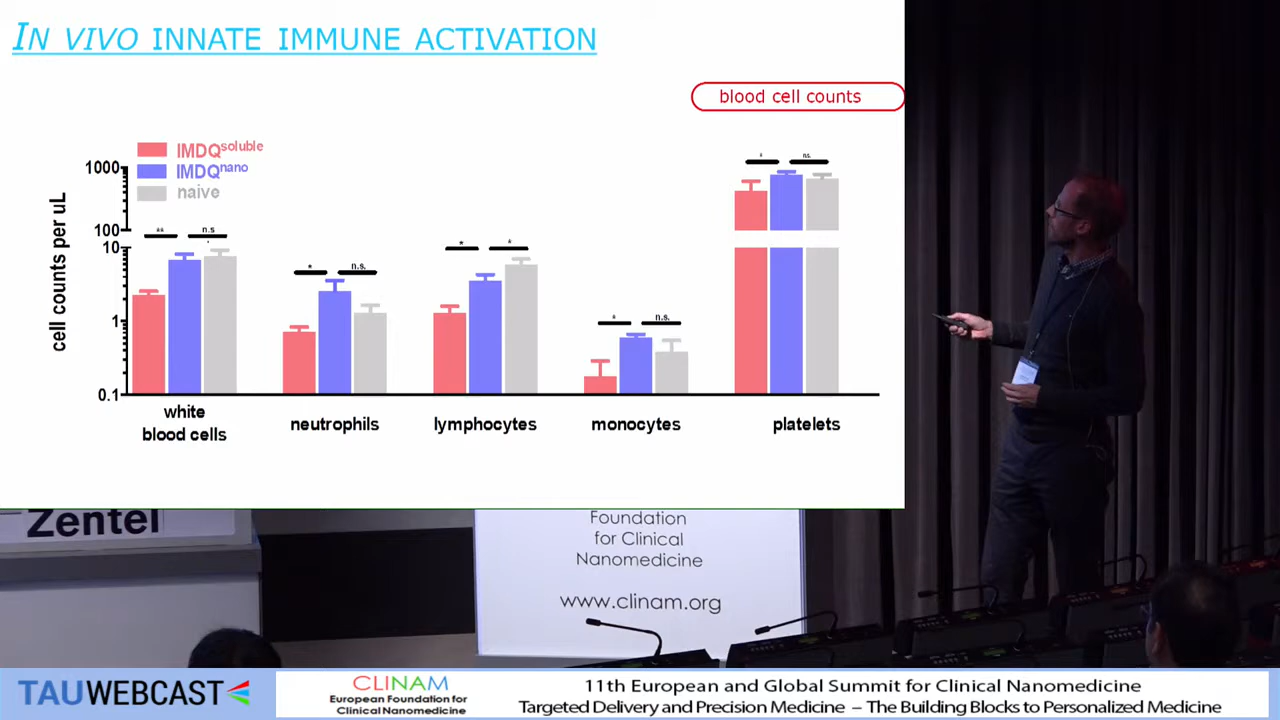 IN VIVO INNATE IMMUNE ACTIVATION
blood cell counts
IMDQsoluble
IMDQnano
naive
cell counts per uL
1000
100
10
1
0.1
**
n.s
*
n.s.
*
*
*
n.s.
*
ns.
white
blood cells
neutrophils
lymphocytes
monocytes
platelets
Zentel
Foundation
for Clinical
Nanomedicine
www.clinam.org
TAUWEBCAST
CLINAM
European Foundation for
Clinical Nanomedicine
11th European and Global Summit for Clinical Nanomedicine
Targeted Delivery and Precision Medicine – The Building Blocks to Personalized Medicine